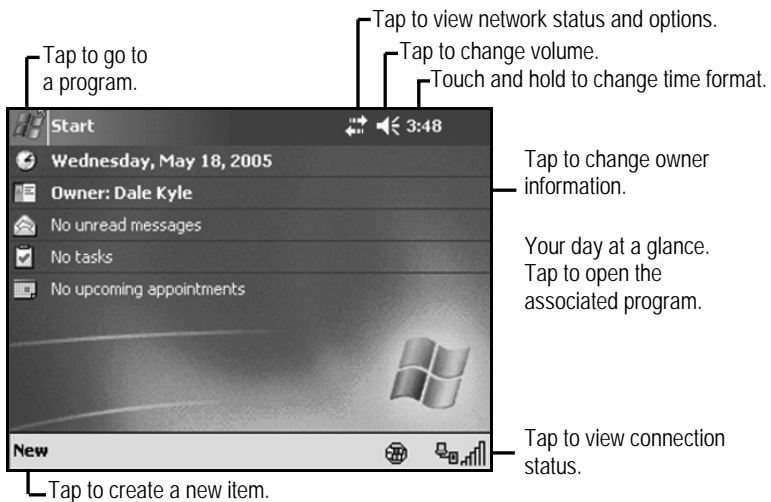 Tap to view network status and options.
Tap to go to
a program.
Tap to change volume.
Touch and hold to change time format.
Start 3:48
Wednesday, May 18, 2005
Owner: Dale Kyle
No unread messages
No tasks
No upcoming appointments
Tap to change owner
information.
Your day at a glance.
Tap to open the
associated program.
New
Tap to view connection
status.
Tap to create a new item.